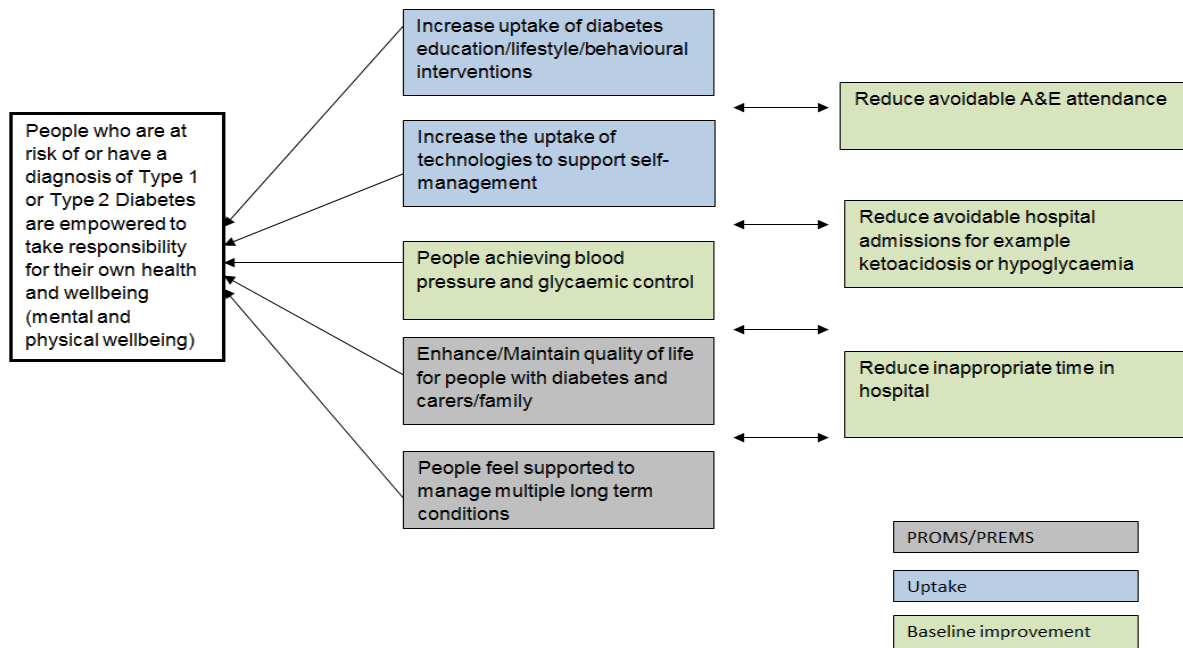 People who are at
risk of or have a
diagnosis of Type 1
or Type 2 Diabetes
are empowered to
take responsibility
for their own health
and wellbeing
(mental and
physical wellbeing)
Increase uptake of diabetes
education/lifestyle/behavioural
interventions
Increase the uptake of
technologies to support self-
management
People achieving blood
pressure and glycaemic control
Enhance/Maintain quality of life
for people with diabetes and
carers/family
People feel supported to
manage multiple long term
conditions
Reduce avoidable A&E attendance
Reduce avoidable hospital
admissions for example
ketoacidosis or hypoglycaemia
Reduce inappropriate time in
hospital
PROMS/PREMS
Uptake
Baseline improvement